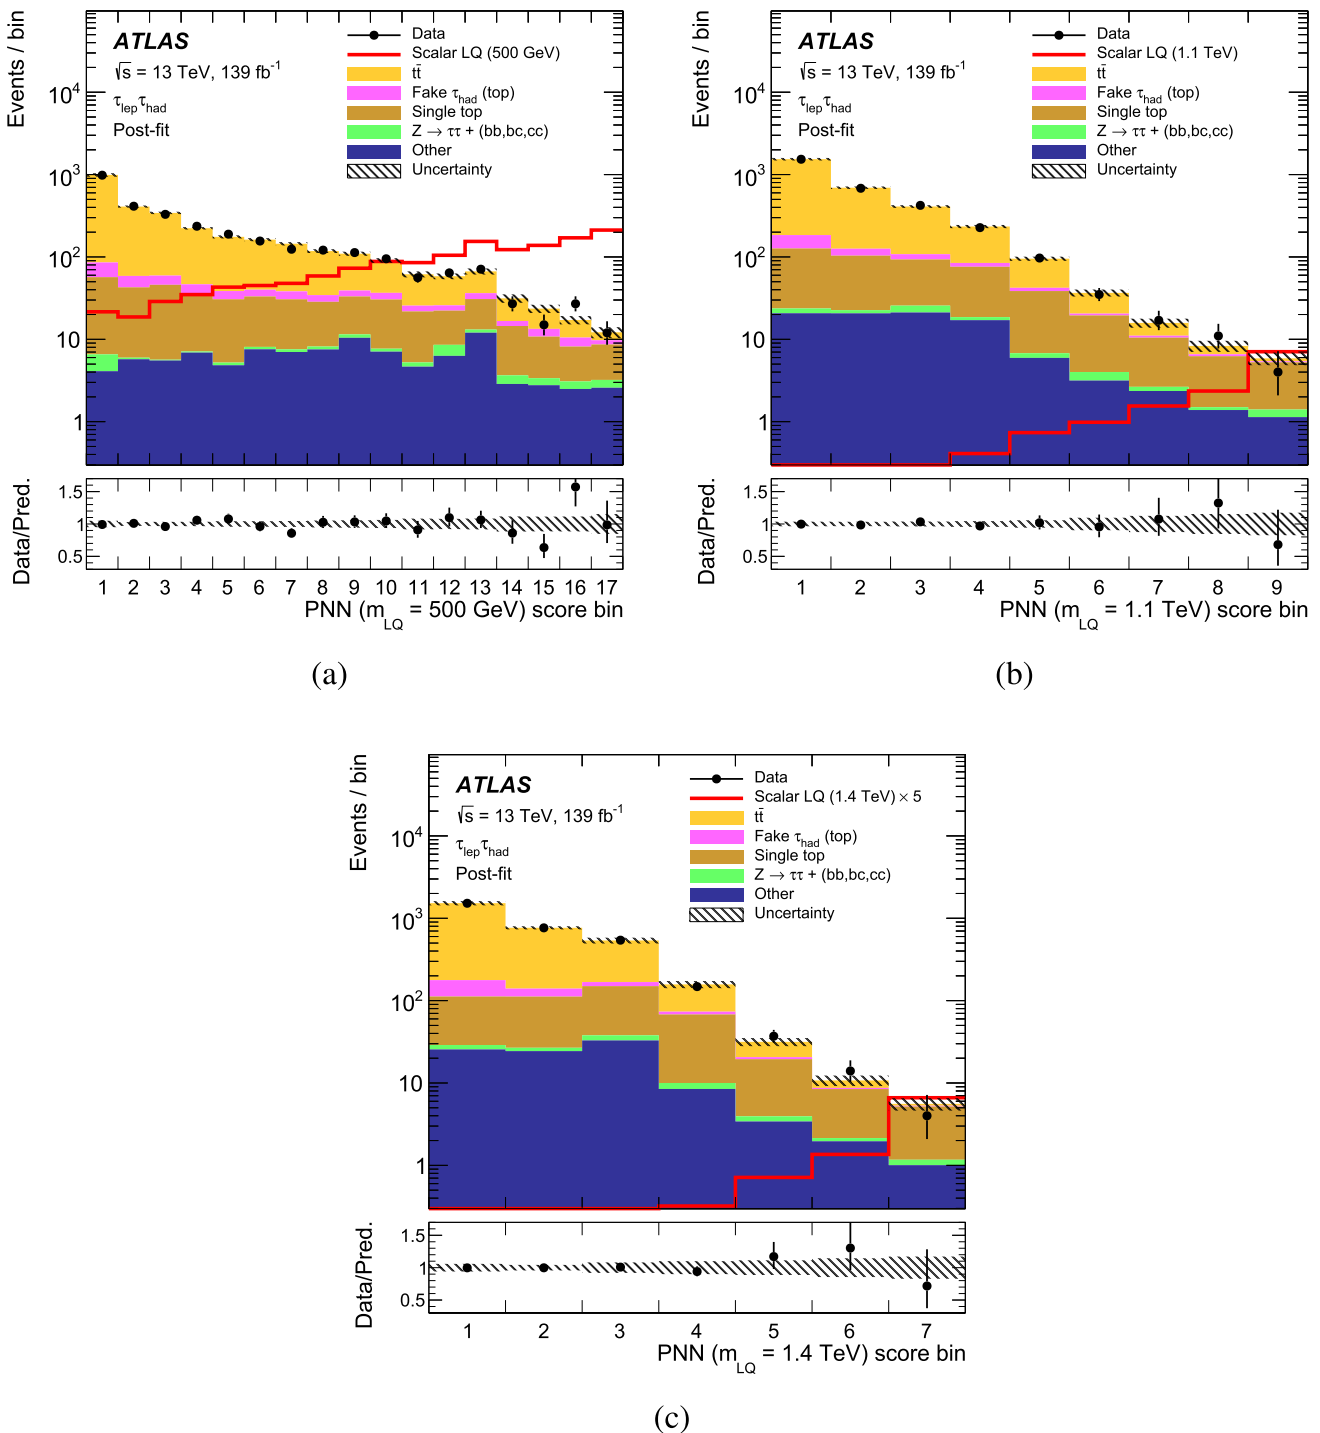 Events / bin
10⁴
10³
10²
10
1
ATLAS
√s = 13 TeV, 139 fb⁻¹
τlepτhad
Post-fit
Data
Scalar LQ (500 GeV)
tt̄
Fake τhad (top)
Single top
Z → ττ + (bb,bc,cc)
Other
Uncertainty
Data/Pred.
1.5
1
0.5
1 2 3 4 5 6 7 8 9 10 11 12 13 14 15 16 17
PNN (mLQ = 500 GeV) score bin
(a)
Events / bin
10⁴
10³
10²
10
1
ATLAS
√s = 13 TeV, 139 fb⁻¹
τlepτhad
Post-fit
Data
Scalar LQ (1.1 TeV)
tt̄
Fake τhad (top)
Single top
Z → ττ + (bb,bc,cc)
Other
Uncertainty
Data/Pred.
1.5
1
0.5
1 2 3 4 5 6 7 8 9
PNN (mLQ = 1.1 TeV) score bin
(b)
Events / bin
10⁴
10³
10²
10
1
ATLAS
√s = 13 TeV, 139 fb⁻¹
τlepτhad
Post-fit
Data
Scalar LQ (1.4 TeV) × 5
tt̄
Fake τhad (top)
Single top
Z → ττ + (bb,bc,cc)
Other
Uncertainty
Data/Pred.
1.5
1
0.5
1 2 3 4 5 6 7
PNN (mLQ = 1.4 TeV) score bin
(c)